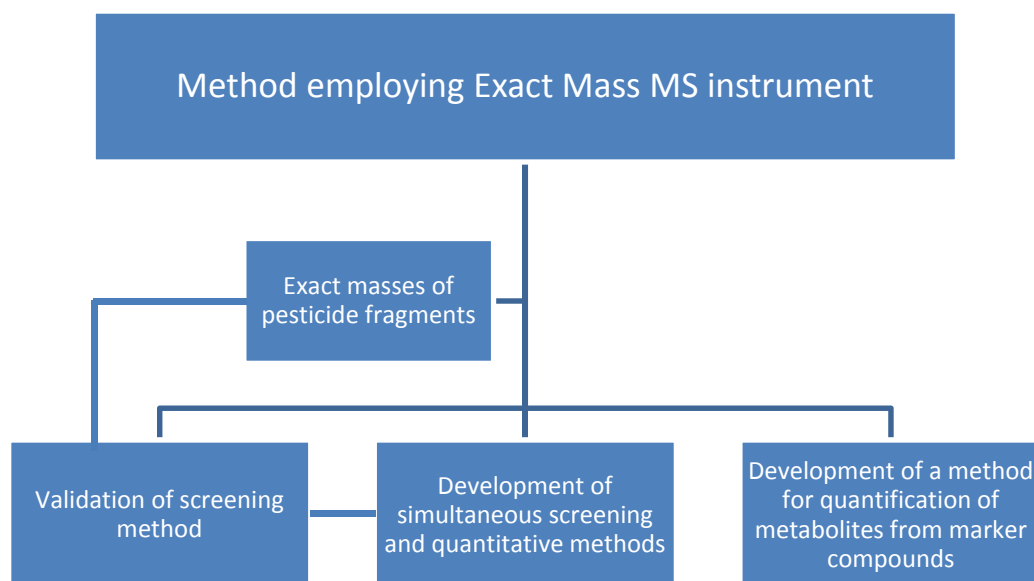 Method employing Exact Mass MS instrument
Exact masses of
pesticide fragments
Validation of screening
method
Development of
simultaneous screening
and quantitative methods
Development of a method
for quantification of
metabolites from marker
compounds